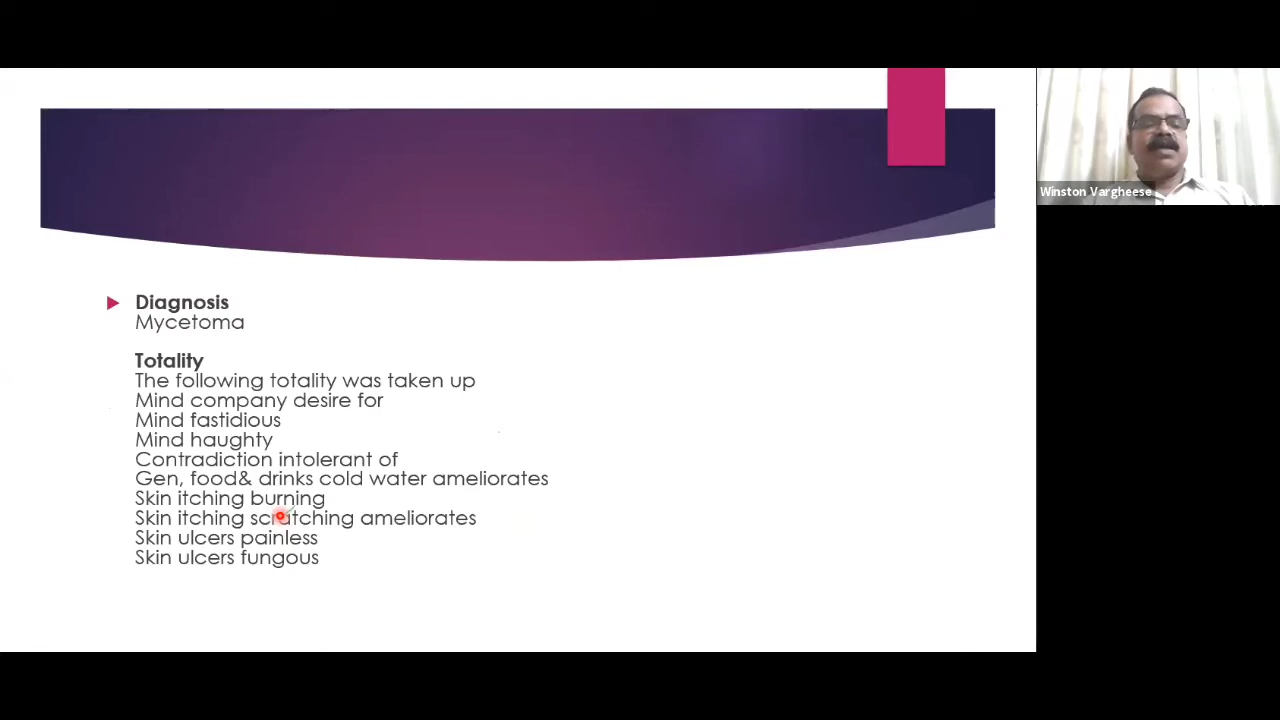 Diagnosis
Mycetoma
Totality
The following totality was taken up
Mind company desire for
Mind fastidious
Mind haughty
Contradiction intolerant of
Gen, food& drinks cold water ameliorates
Skin itching burning
Skin itching scratching ameliorates
Skin ulcers painless
Skin ulcers fungous
Winston Vargheese